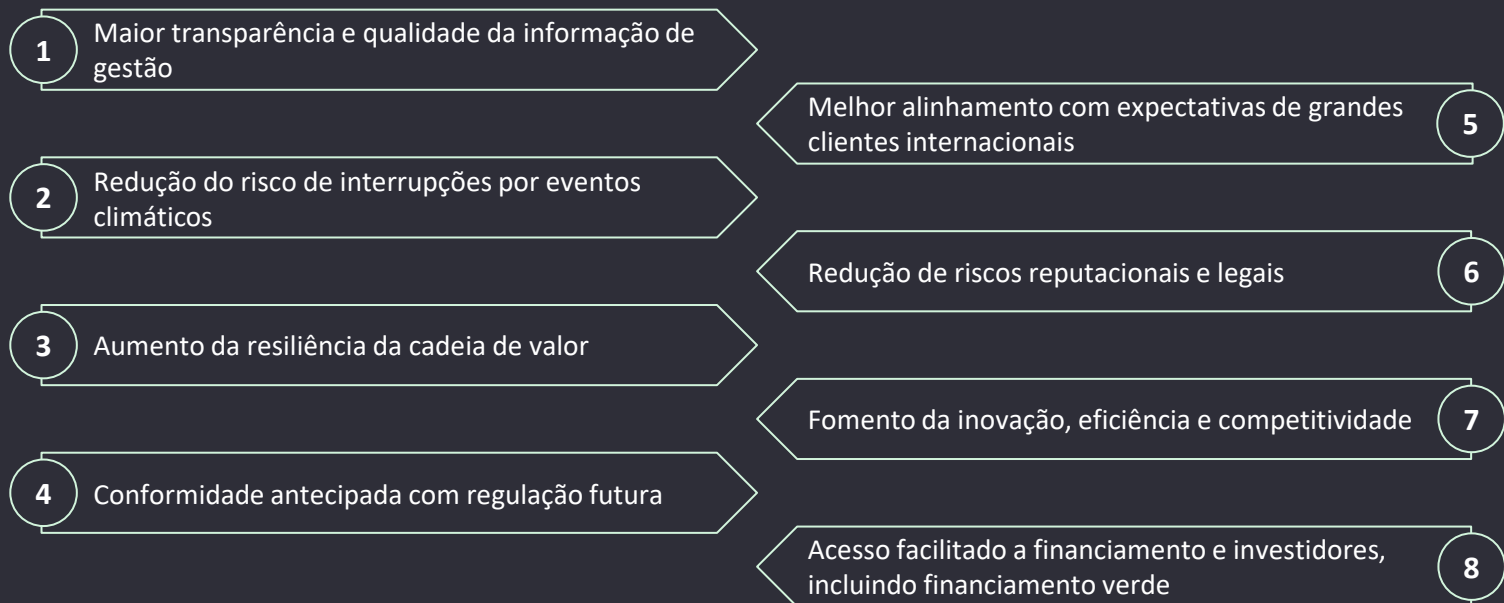 1
Maior transparência e qualidade da informação de
gestão
2
Redução do risco de interrupções por eventos
climáticos
3
Aumento da resiliência da cadeia de valor
4
Conformidade antecipada com regulação futura
Melhor alinhamento com expectativas de grandes
clientes internacionais
5
Redução de riscos reputacionais e legais
6
Fomento da inovação, eficiência e competitividade
7
Acesso facilitado a financiamento e investidores,
incluindo financiamento verde
8